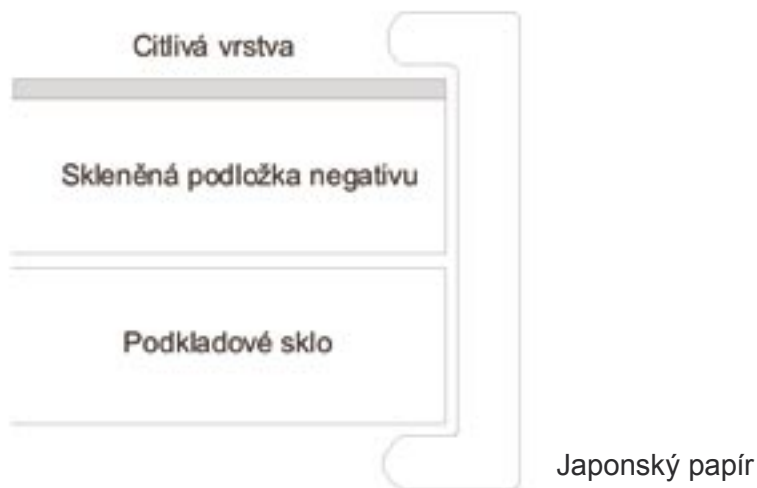 Citlivá vrstva
Skleněná podložka negativu
Podkladové sklo
Japonský papír